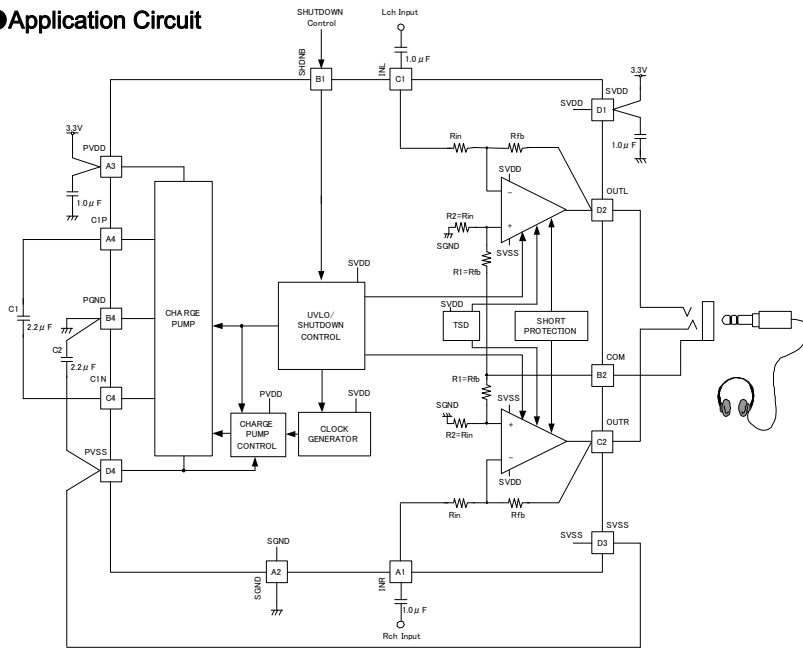 ●Application Circuit
SHUTDOWN
Control
Lch Input
1.0μF
SHDNB
B1
INL
C1
3.3V
SVDD
SVDD
D1
1.0μF
3.3V
PVDD
A3
1.0μF
C1P
A4
Rin
Rfb
SVDD
−
+
OUTL
D2
R2=Rin
SGND
SVSS
R1=Rfb
C1
2.2μF
PGND
B4
C2
2.2μF
C1N
C4
CHARGE
PUMP
SVDD
UVLO/
SHUTDOWN
CONTROL
SVDD
TSD
SHORT
PROTECTION
COM
B2
R1=Rfb
PVDD
SVDD
CHARGE
PUMP
CONTROL
CLOCK
GENERATOR
SGND
R2=Rin
SVSS
+
−
OUTR
C2
SVDD
PVSS
D4
Rin
Rfb
SVSS
SVSS
D3
SGND
SGND
A2
INR
A1
1.0μF
Rch Input